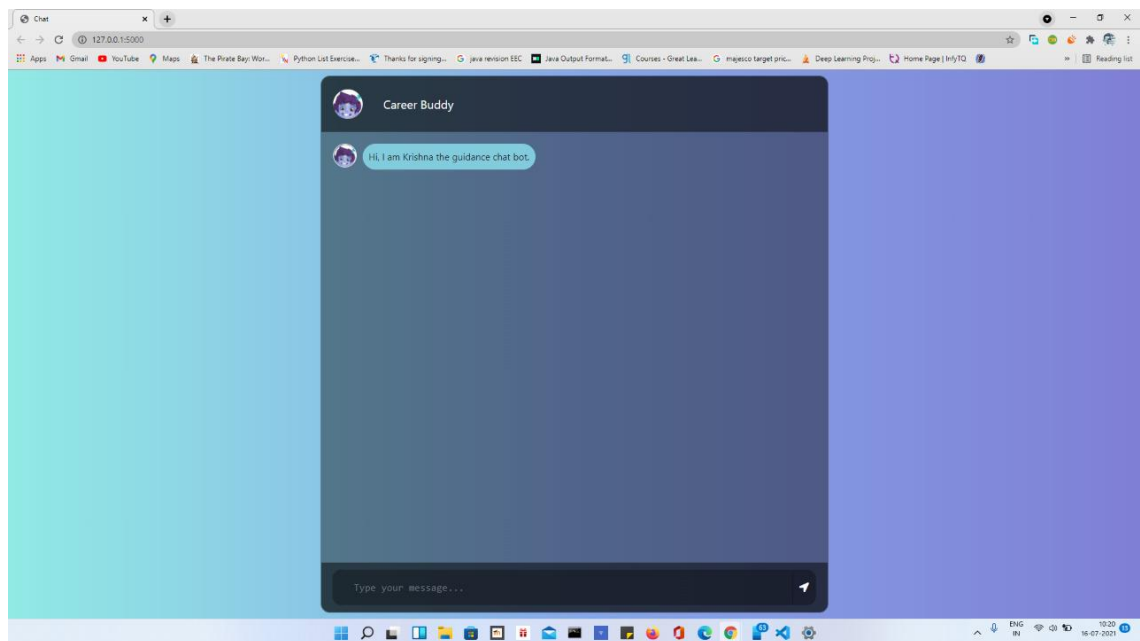 Chat
127.0.0.1:5000
Apps Gmail YouTube Maps The Pirate Bay: Wor... Python List Exercise... Thanks for signing... java revision EEC Java Output Format... Courses - Great Lea... majesco target pric... Deep Learning Proj... Home Page | InfyTQ » Reading list
Career Buddy
Hi, I am Krishna the guidance chat bot.
Type your message...
63
ENG
IN
10:20
16-07-2021